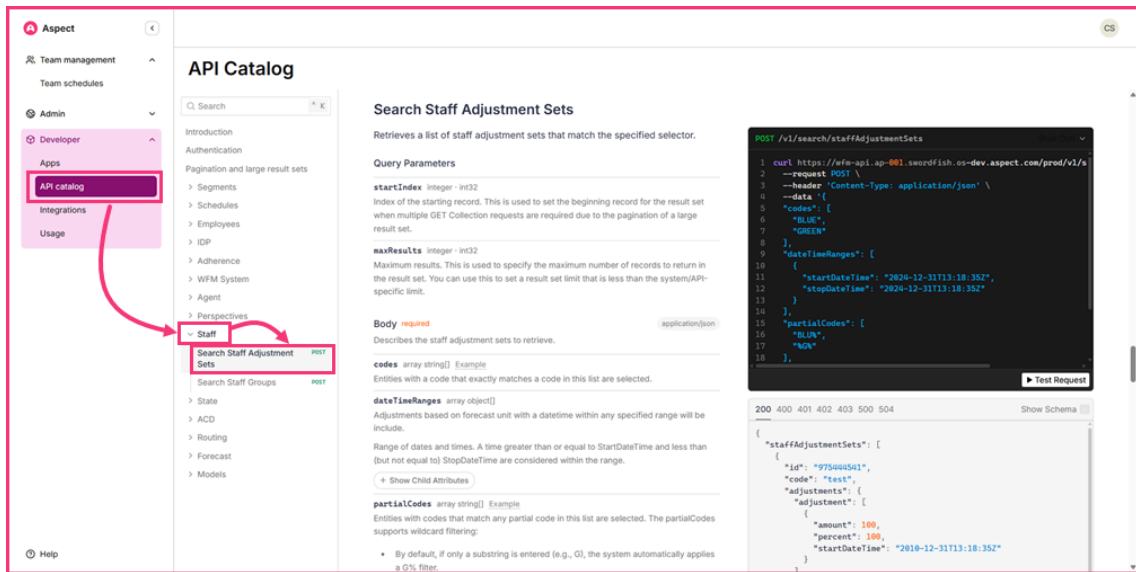 Aspect
CS
Team management
Team schedules
Admin
Developer
Apps
API catalog
Integrations
Usage
Help
API Catalog
Search
^ K
Introduction
Authentication
Pagination and large result sets
Segments
Schedules
Employees
IDP
Adherence
WFM System
Agent
Perspectives
Staff
Search Staff Adjustment POST
Sets
Search Staff Groups POST
State
ACD
Routing
Forecast
Models
Search Staff Adjustment Sets
Retrieves a list of staff adjustment sets that match the specified selector.
Query Parameters
startIndex integer · int32
Index of the starting record. This is used to set the beginning record for the result set
when multiple GET Collection requests are required due to the pagination of a large
result set.
maxResults integer · int32
Maximum results. This is used to specify the maximum number of records to return in
the result set. You can use this to set a result set limit that is less than the system/API-
specific limit.
Body required application/json
Describes the staff adjustment sets to retrieve.
codes array string[] Example
Entities with a code that exactly matches a code in this list are selected.
dateTimeRanges array object[]
Adjustments based on forecast unit with a datetime within any specified range will be
include.
Range of dates and times. A time greater than or equal to StartDateTime and less than
(but not equal to) StopDateTime are considered within the range.
+ Show Child Attributes
partialCodes array string[] Example
Entities with codes that match any partial code in this list are selected. The partialCodes
supports wildcard filtering:
• By default, if only a substring is entered (e.g., G), the system automatically applies
a G% filter.
POST /v1/search/staffAdjustmentSets
1 curl https://wfm-api.ap-001.swordfish.os-dev.aspect.com/prod/v1/s
2 --request POST \
3 --header 'Content-Type: application/json' \
4 --data '{
5 "codes": [
6 "BLUE",
7 "GREEN"
8 ],
9 "dateTimeRanges": [
10 {
11 "startDateTime": "2024-12-31T13:18:35Z",
12 "stopDateTime": "2024-12-31T13:18:35Z"
13 }
14 ],
15 "partialCodes": [
16 "BLU%",
17 "%G%"
18 ],
Test Request
200 400 401 402 403 500 504 Show Schema
{
"staffAdjustmentSets": [
{
"id": "975444541",
"code": "test",
"adjustments": {
"adjustment": [
{
"amount": 100,
"percent": 100,
"startDateTime": "2010-12-31T13:18:35Z"
}
]